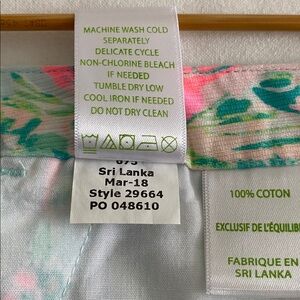 MACHINE WASH COLD
SEPARATELY
DELICATE CYCLE
NON-CHLORINE BLEACH
IF NEEDED
TUMBLE DRY LOW
COOL IRON IF NEEDED
DO NOT DRY CLEAN
675
Sri Lanka
Mar-18
Style 29664
PO 048610
100% COTON
EXCLUSIF DE L'ÉQUILIB
FABRIQUE EN
SRI LANKA